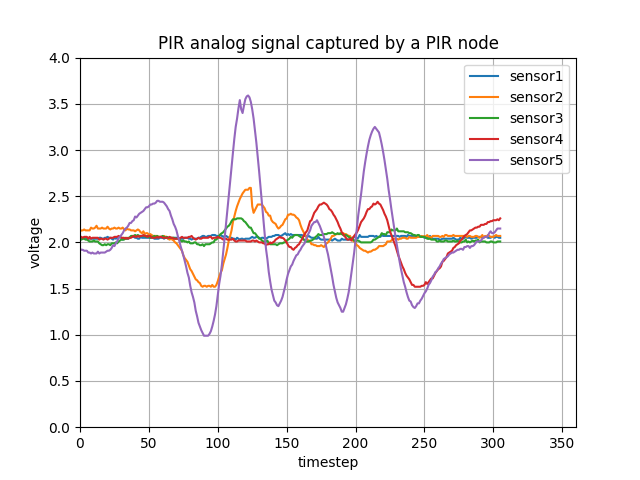 PIR analog signal captured by a PIR node
4.0
3.5
3.0
2.5
2.0
1.5
1.0
0.5
0.0
voltage
sensor1
sensor2
sensor3
sensor4
sensor5
0 50 100 150 200 250 300 350
timestep